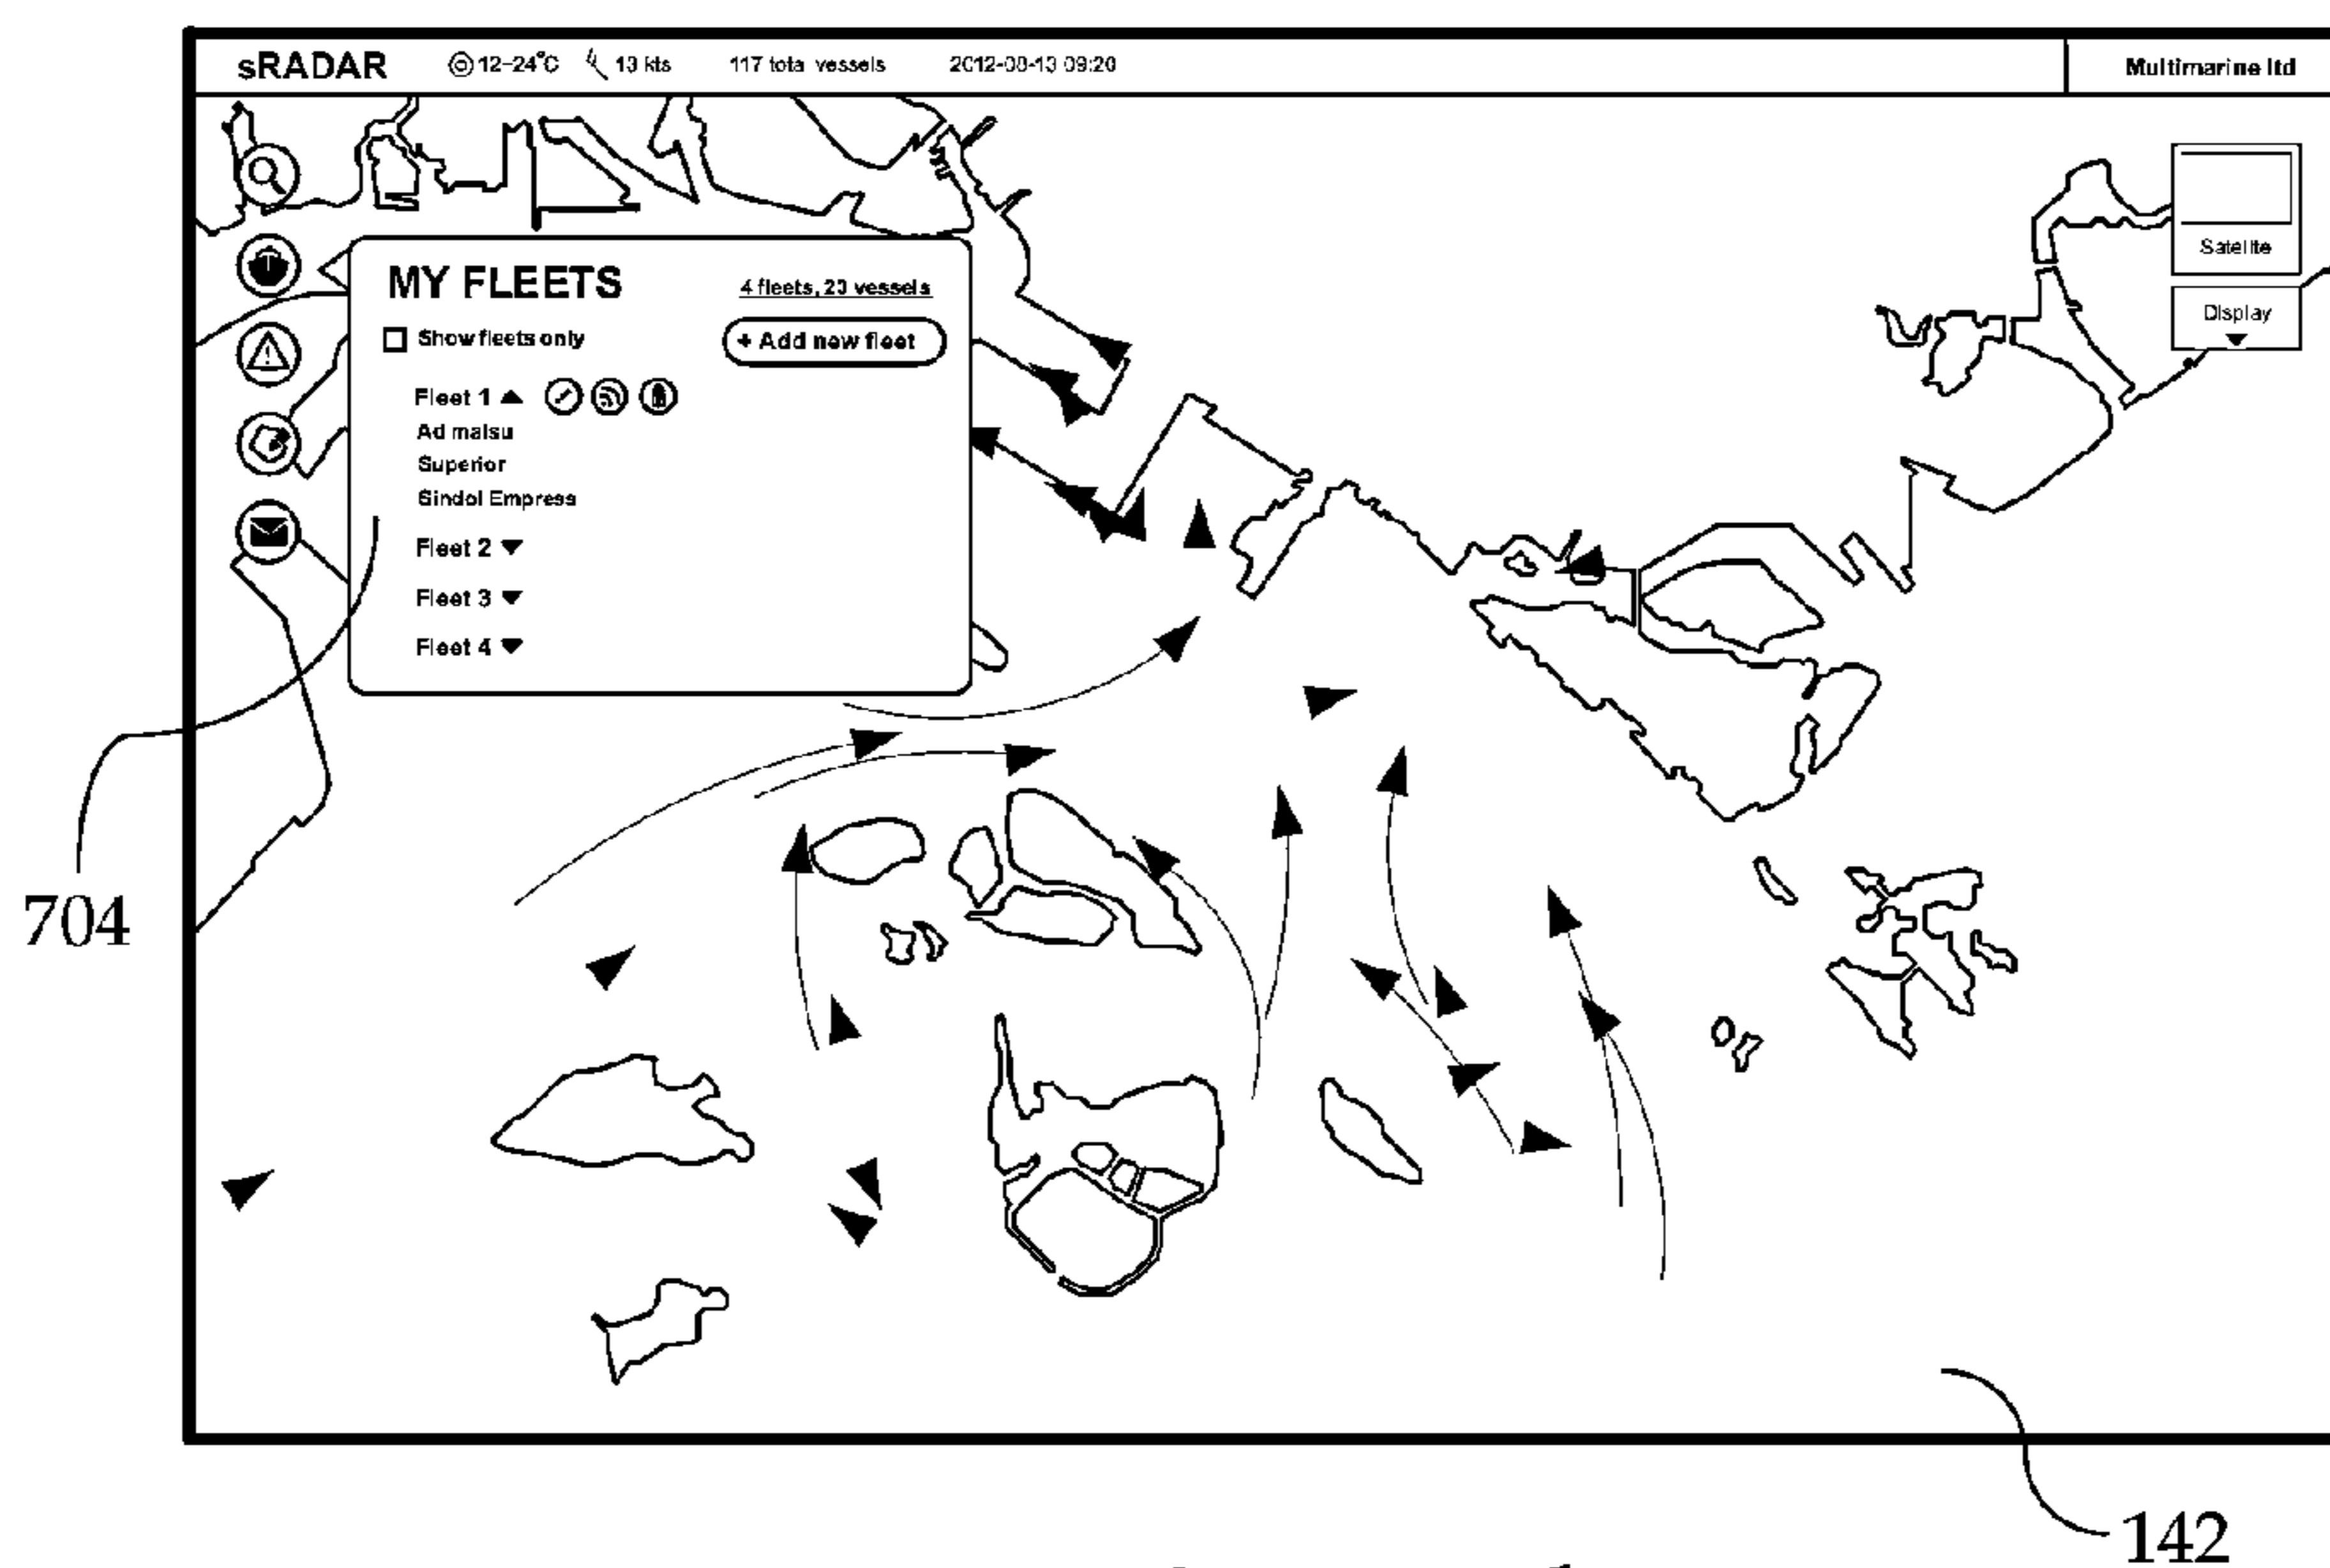 sRADAR 12-24°C 13 kts 117 tota vessels 2012-08-13 09:20 Multimarine ltd
Satellite
Display
MY FLEETS 4 fleets, 23 vessels
Show fleets only + Add new fleet
Fleet 1
Ad malsu
Superior
Sindol Empress
Fleet 2
Fleet 3
Fleet 4
704
142